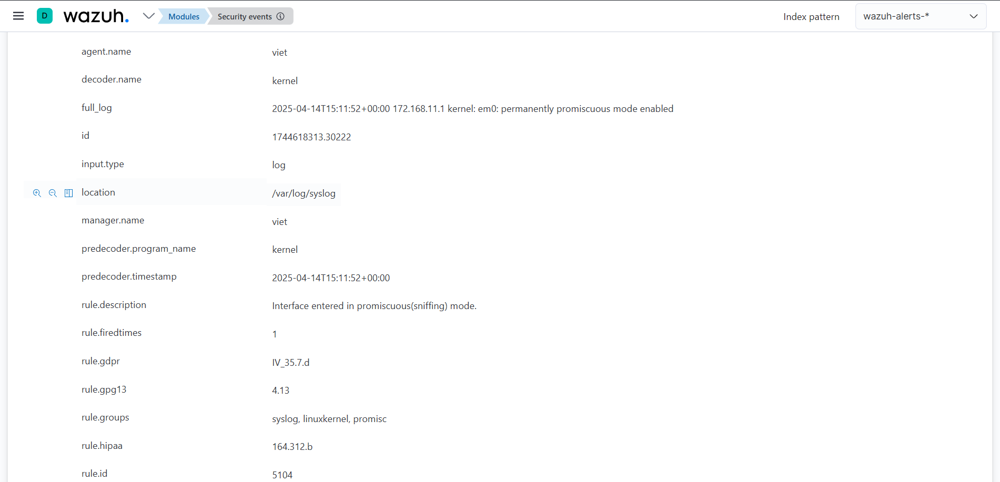 D wazuh. Modules Security events Index pattern wazuh-alerts-*
agent.name viet
decoder.name kernel
full_log 2025-04-14T15:11:52+00:00 172.168.11.1 kernel: em0: permanently promiscuous mode enabled
id 1744618313.30222
input.type log
location /var/log/syslog
manager.name viet
predecoder.program_name kernel
predecoder.timestamp 2025-04-14T15:11:52+00:00
rule.description Interface entered in promiscuous(sniffing) mode.
rule.firedtimes 1
rule.gdpr IV_35.7.d
rule.gpg13 4.13
rule.groups syslog, linuxkernel, promisc
rule.hipaa 164.312.b
rule.id 5104